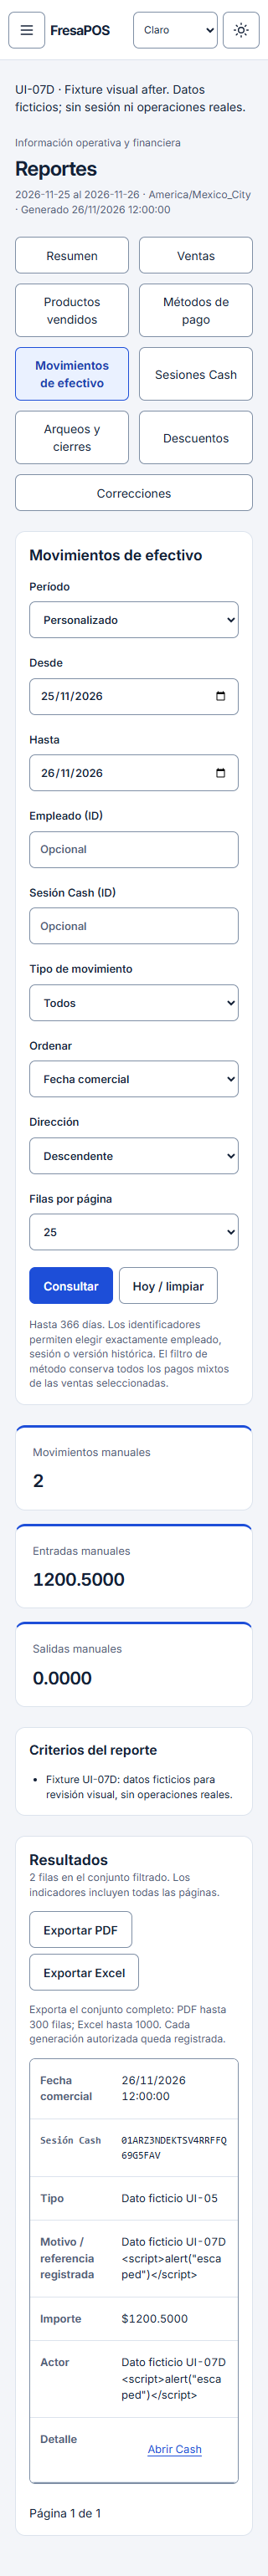 FresaPOS
Claro
UI-07D · Fixture visual after. Datos
ficticios; sin sesión ni operaciones reales.
Información operativa y financiera
Reportes
2026-11-25 al 2026-11-26 · America/Mexico_City
· Generado 26/11/2026 12:00:00
Resumen
Ventas
Productos
vendidos
Métodos de
pago
Movimientos
de efectivo
Sesiones Cash
Arqueos y
cierres
Descuentos
Correcciones
Movimientos de efectivo
Período
Personalizado
Desde
25/11/2026
Hasta
26/11/2026
Empleado (ID)
Opcional
Sesión Cash (ID)
Opcional
Tipo de movimiento
Todos
Ordenar
Fecha comercial
Dirección
Descendente
Filas por página
25
Consultar
Hoy / limpiar
Hasta 366 días. Los identificadores
permiten elegir exactamente empleado,
sesión o versión histórica. El filtro de
método conserva todos los pagos mixtos
de las ventas seleccionadas.
Movimientos manuales
2
Entradas manuales
1200.5000
Salidas manuales
0.0000
Criterios del reporte
• Fixture UI-07D: datos ficticios para
revisión visual, sin operaciones reales.
Resultados
2 filas en el conjunto filtrado. Los
indicadores incluyen todas las páginas.
Exportar PDF
Exportar Excel
Exporta el conjunto completo: PDF hasta
300 filas; Excel hasta 1000. Cada
generación autorizada queda registrada.
Fecha
comercial
26/11/2026
12:00:00
Sesión Cash
01ARZ3NDEKTSV4RRFFQ
69G5FAV
Tipo
Dato ficticio UI-05
Motivo /
referencia
registrada
Dato ficticio UI-07D
<script>alert("esca
ped")</script>
Importe
$1200.5000
Actor
Dato ficticio UI-07D
<script>alert("esca
ped")</script>
Detalle
Abrir Cash
Página 1 de 1